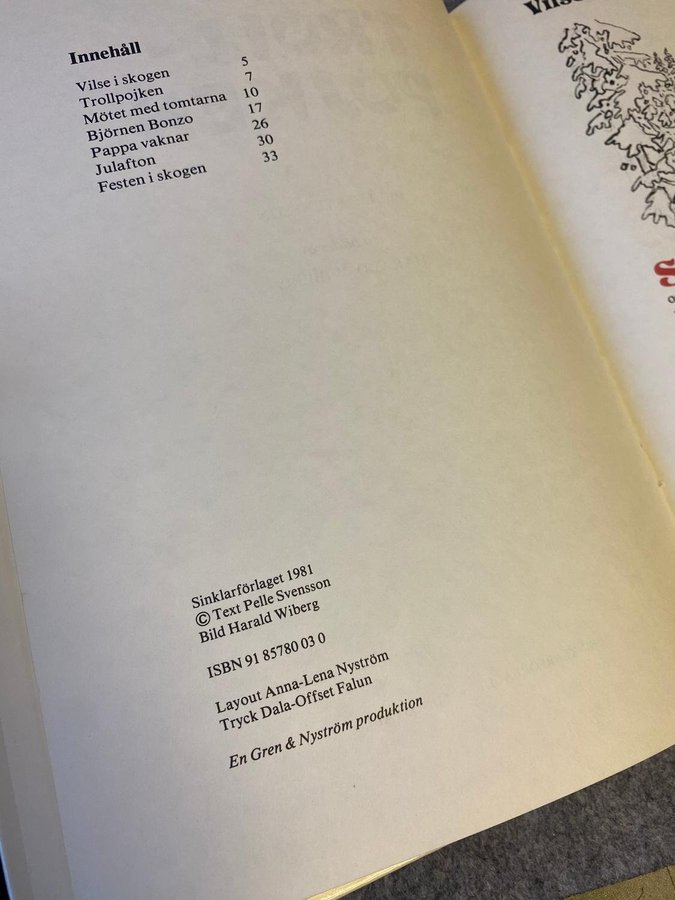 Innehåll
Vilse i skogen 5
Trollpojken 7
Mötet med tomtarna 10
Björnen Bonzo 17
Pappa vaknar 26
Julafton 30
Festen i skogen 33
Sinklarförlaget 1981
© Text Pelle Svensson
Bild Harald Wiberg
ISBN 91 85780 03 0
Layout Anna-Lena Nyström
Tryck Dala-Offset Falun
En Gren & Nyström produktion